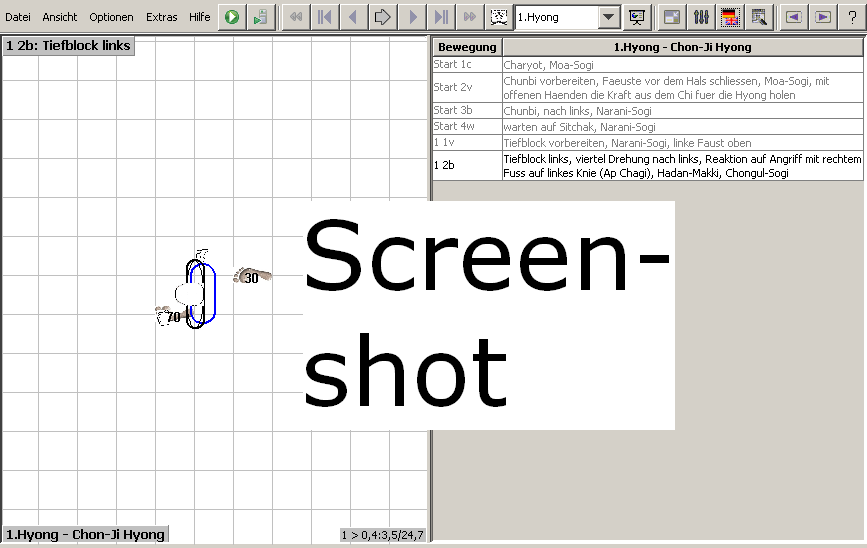 Datei Ansicht Optionen Extras Hilfe 1.Hyong ?
1 2b: Tiefblock links
30
70
1.Hyong - Chon-Ji Hyong
1 > 0,4:3,5/24,7
Bewegung 1.Hyong - Chon-Ji Hyong
Start 1c Charyot, Moa-Sogi
Start 2v Chunbi vorbereiten, Faeuste vor dem Hals schliessen, Moa-Sogi, mit
offenen Haenden die Kraft aus dem Chi fuer die Hyong holen
Start 3b Chunbi, nach links, Narani-Sogi
Start 4w warten auf Sitchak, Narani-Sogi
1 1v Tiefblock vorbereiten, Narani-Sogi, linke Faust oben
1 2b Tiefblock links, viertel Drehung nach links, Reaktion auf Angriff mit rechtem
Fuss auf linkes Knie (Ap Chagi), Hadan-Makki, Chongul-Sogi
Screen-
shot